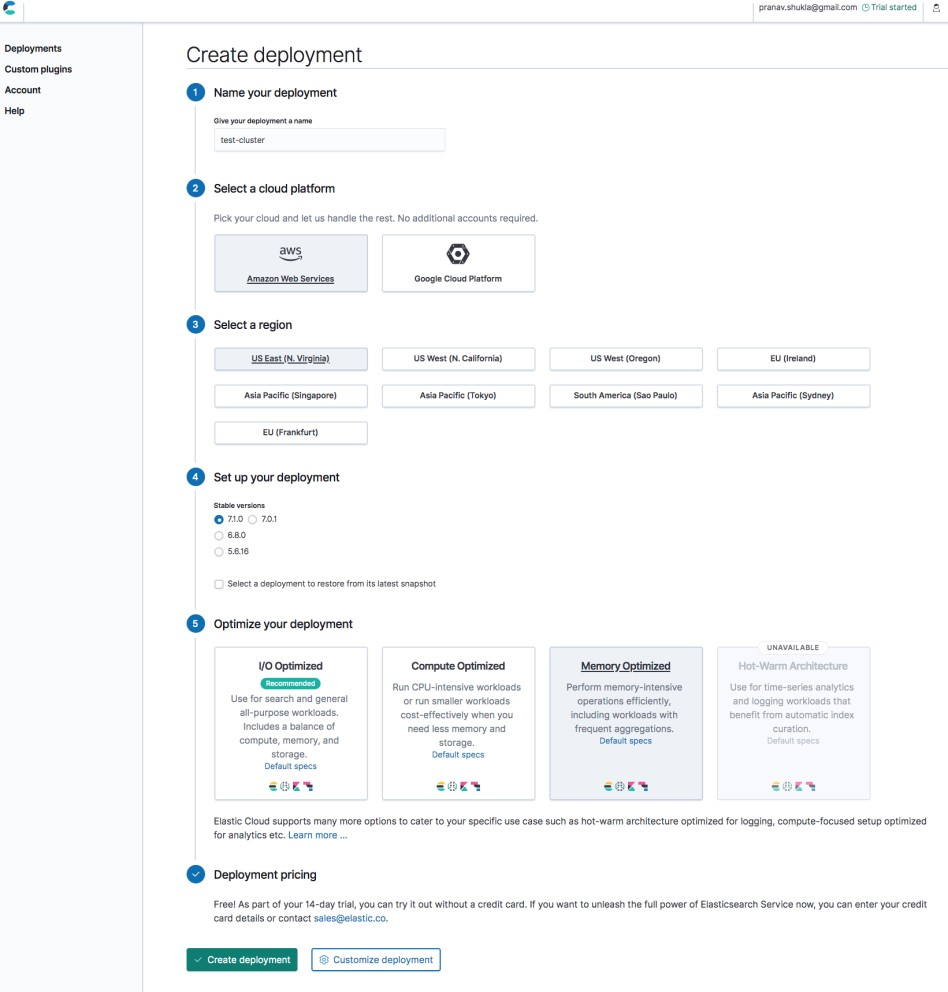 pranav.shukla@gmail.com Trial started
Deployments
Custom plugins
Account
Help
Create deployment
1 Name your deployment
Give your deployment a name
test-cluster
2 Select a cloud platform
Pick your cloud and let us handle the rest. No additional accounts required.
aws
Amazon Web Services
Google Cloud Platform
3 Select a region
US East (N. Virginia) US West (N. California) US West (Oregon) EU (Ireland)
Asia Pacific (Singapore) Asia Pacific (Tokyo) South America (Sao Paulo) Asia Pacific (Sydney)
EU (Frankfurt)
4 Set up your deployment
Stable versions
7.1.0 7.0.1
6.8.0
5.6.16
Select a deployment to restore from its latest snapshot
5 Optimize your deployment
I/O Optimized
Recommended
Use for search and general
all-purpose workloads.
Includes a balance of
compute, memory, and
storage.
Default specs
Compute Optimized
Run CPU-intensive workloads
or run smaller workloads
cost-effectively when you
need less memory and
storage.
Default specs
Memory Optimized
Perform memory-intensive
operations efficiently,
including workloads with
frequent aggregations.
Default specs
UNAVAILABLE
Hot-Warm Architecture
Use for time-series analytics
and logging workloads that
benefit from automatic index
curation.
Default specs
Elastic Cloud supports many more options to cater to your specific use case such as hot-warm architecture optimized for logging, compute-focused setup optimized
for analytics etc. Learn more ...
Deployment pricing
Free! As part of your 14-day trial, you can try it out without a credit card. If you want to unleash the full power of Elasticsearch Service now, you can enter your credit
card details or contact sales@elastic.co.
Create deployment Customize deployment